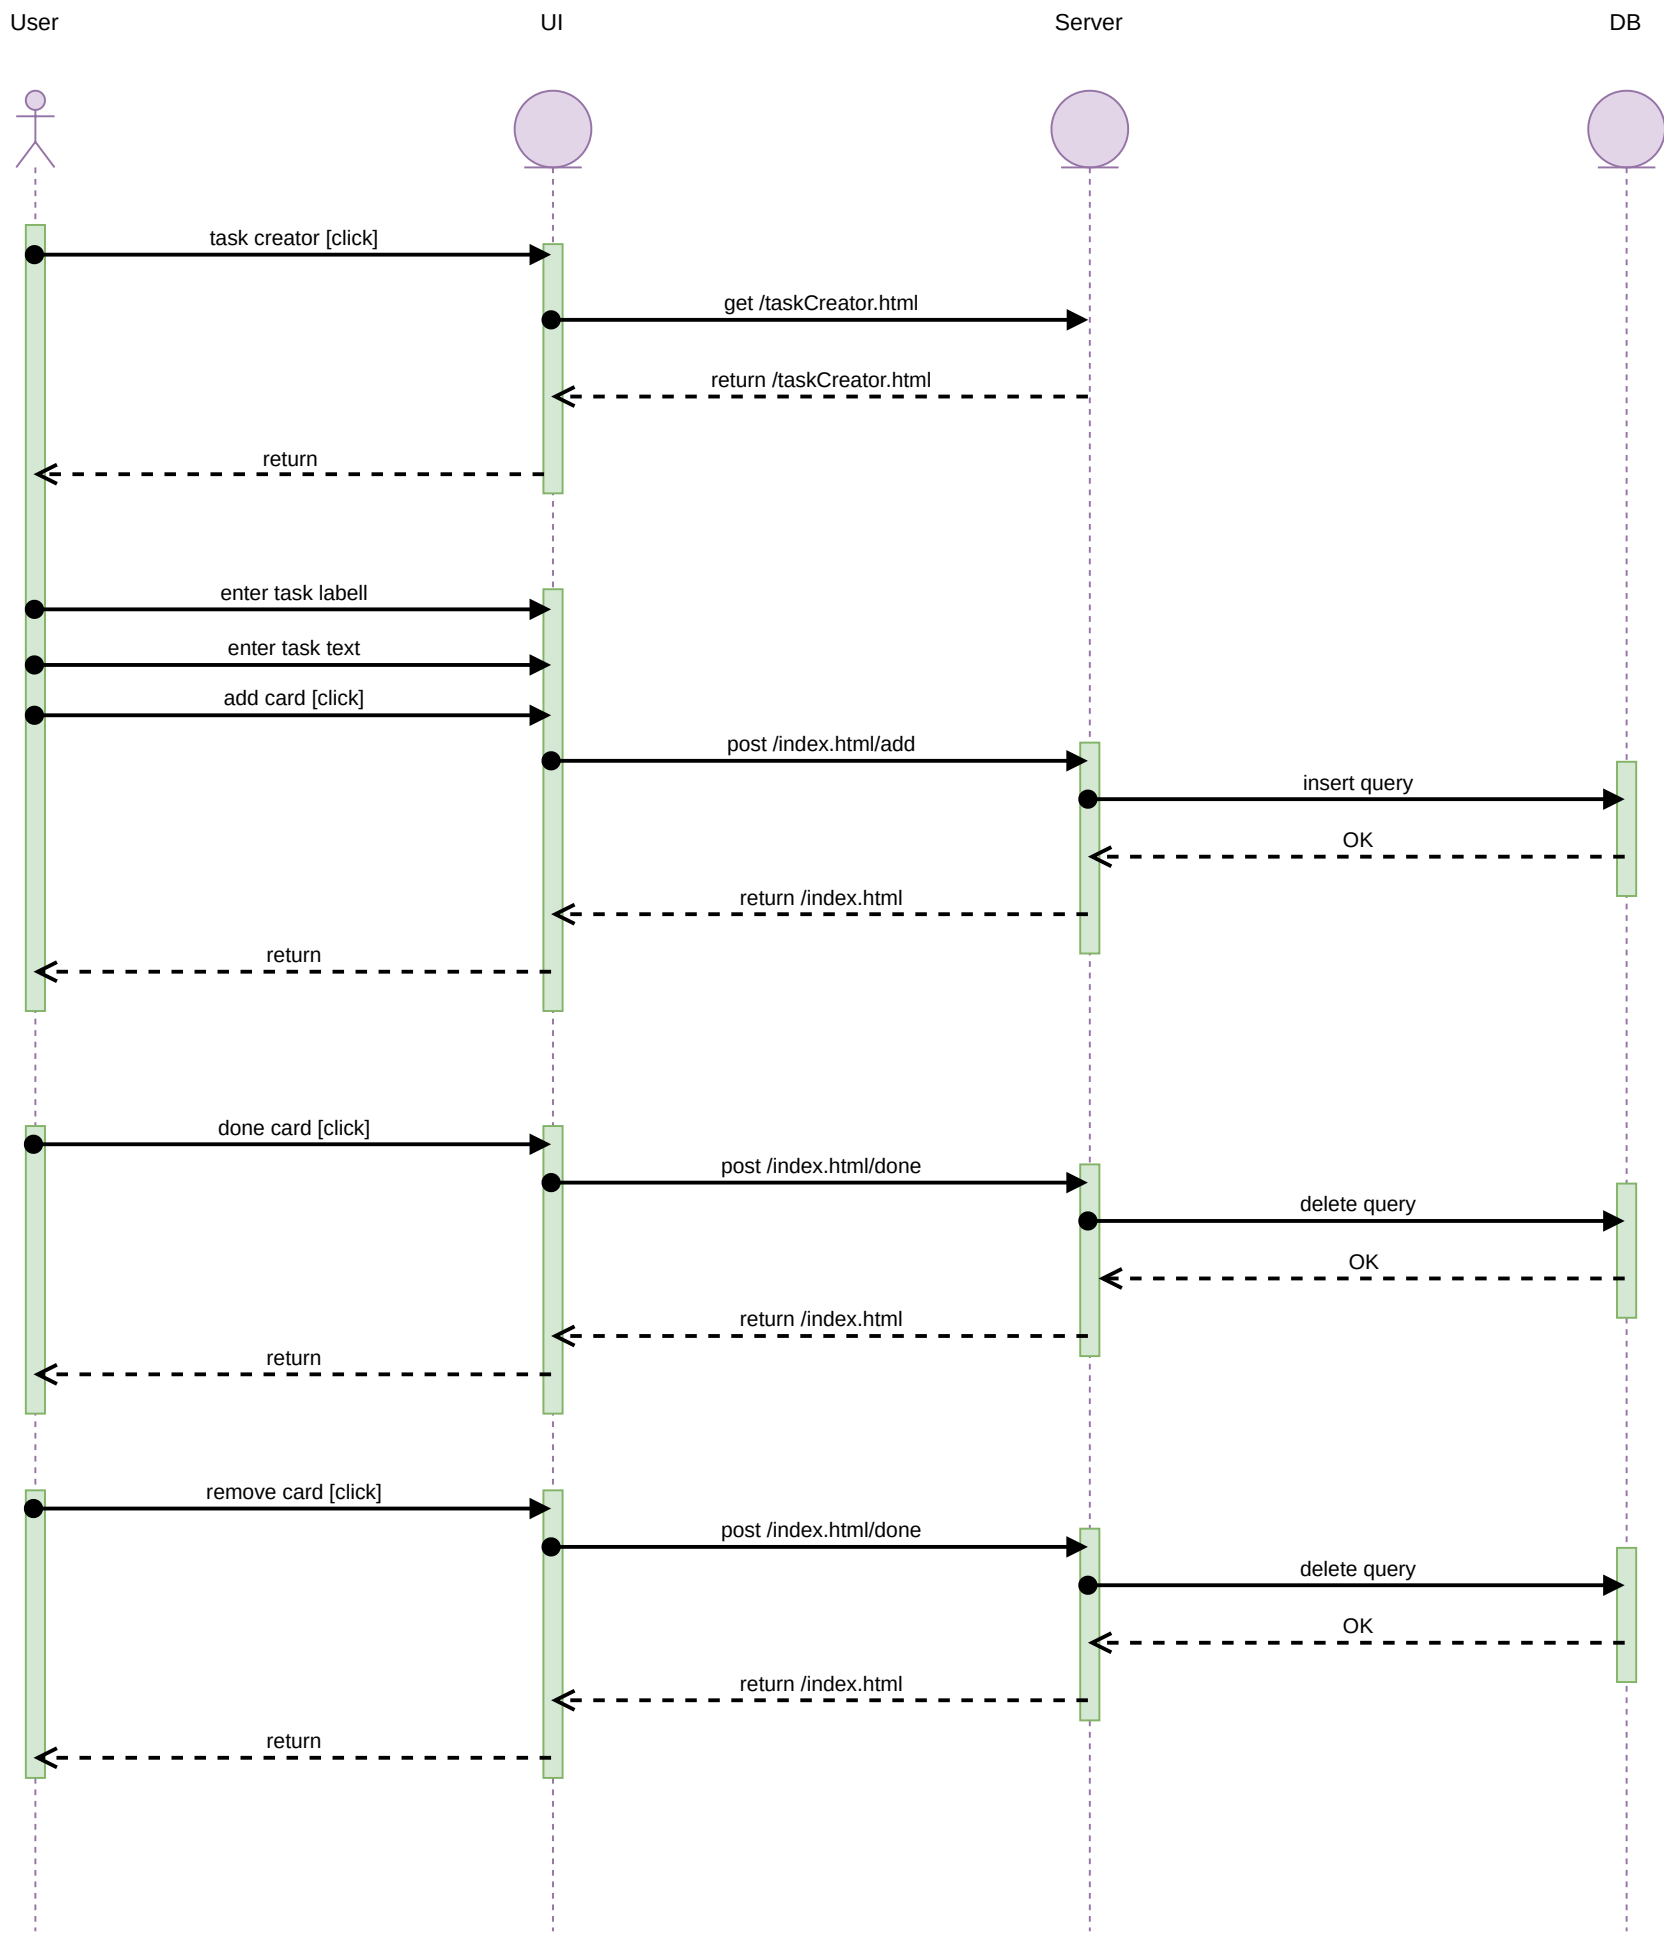 User
UI
Server
DB
task creator [click]
get /taskCreator.html
return /taskCreator.html
return
enter task labell
enter task text
add card [click]
post /index.html/add
insert query
OK
return /index.html
return
done card [click]
post /index.html/done
delete query
OK
return /index.html
return
remove card [click]
post /index.html/done
delete query
OK
return /index.html
return